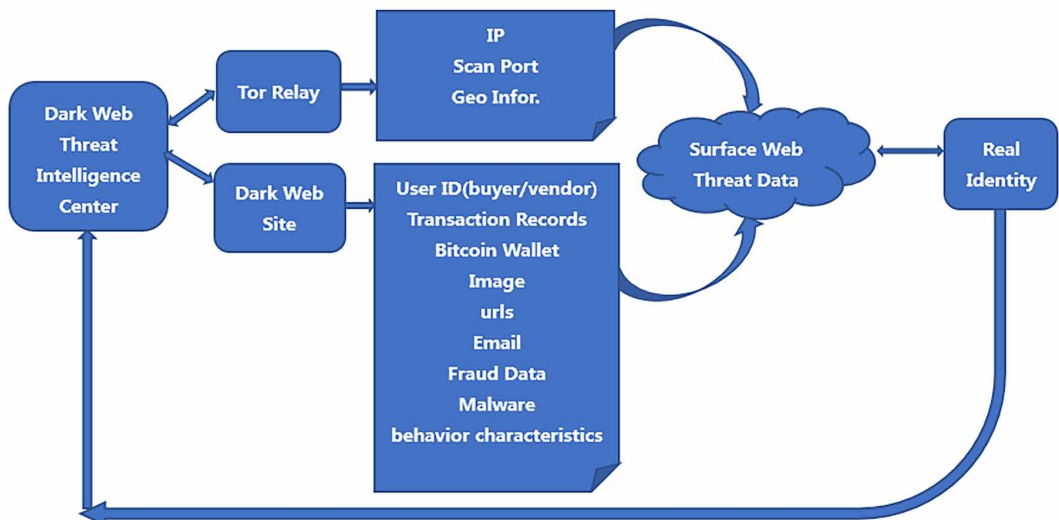 Dark Web
Threat
Intelligence
Center
Tor Relay
Dark Web
Site
IP
Scan Port
Geo Infor.
User ID(buyer/vendor)
Transaction Records
Bitcoin Wallet
Image
urls
Email
Fraud Data
Malware
behavior characteristics
Surface Web
Threat Data
Real
Identity